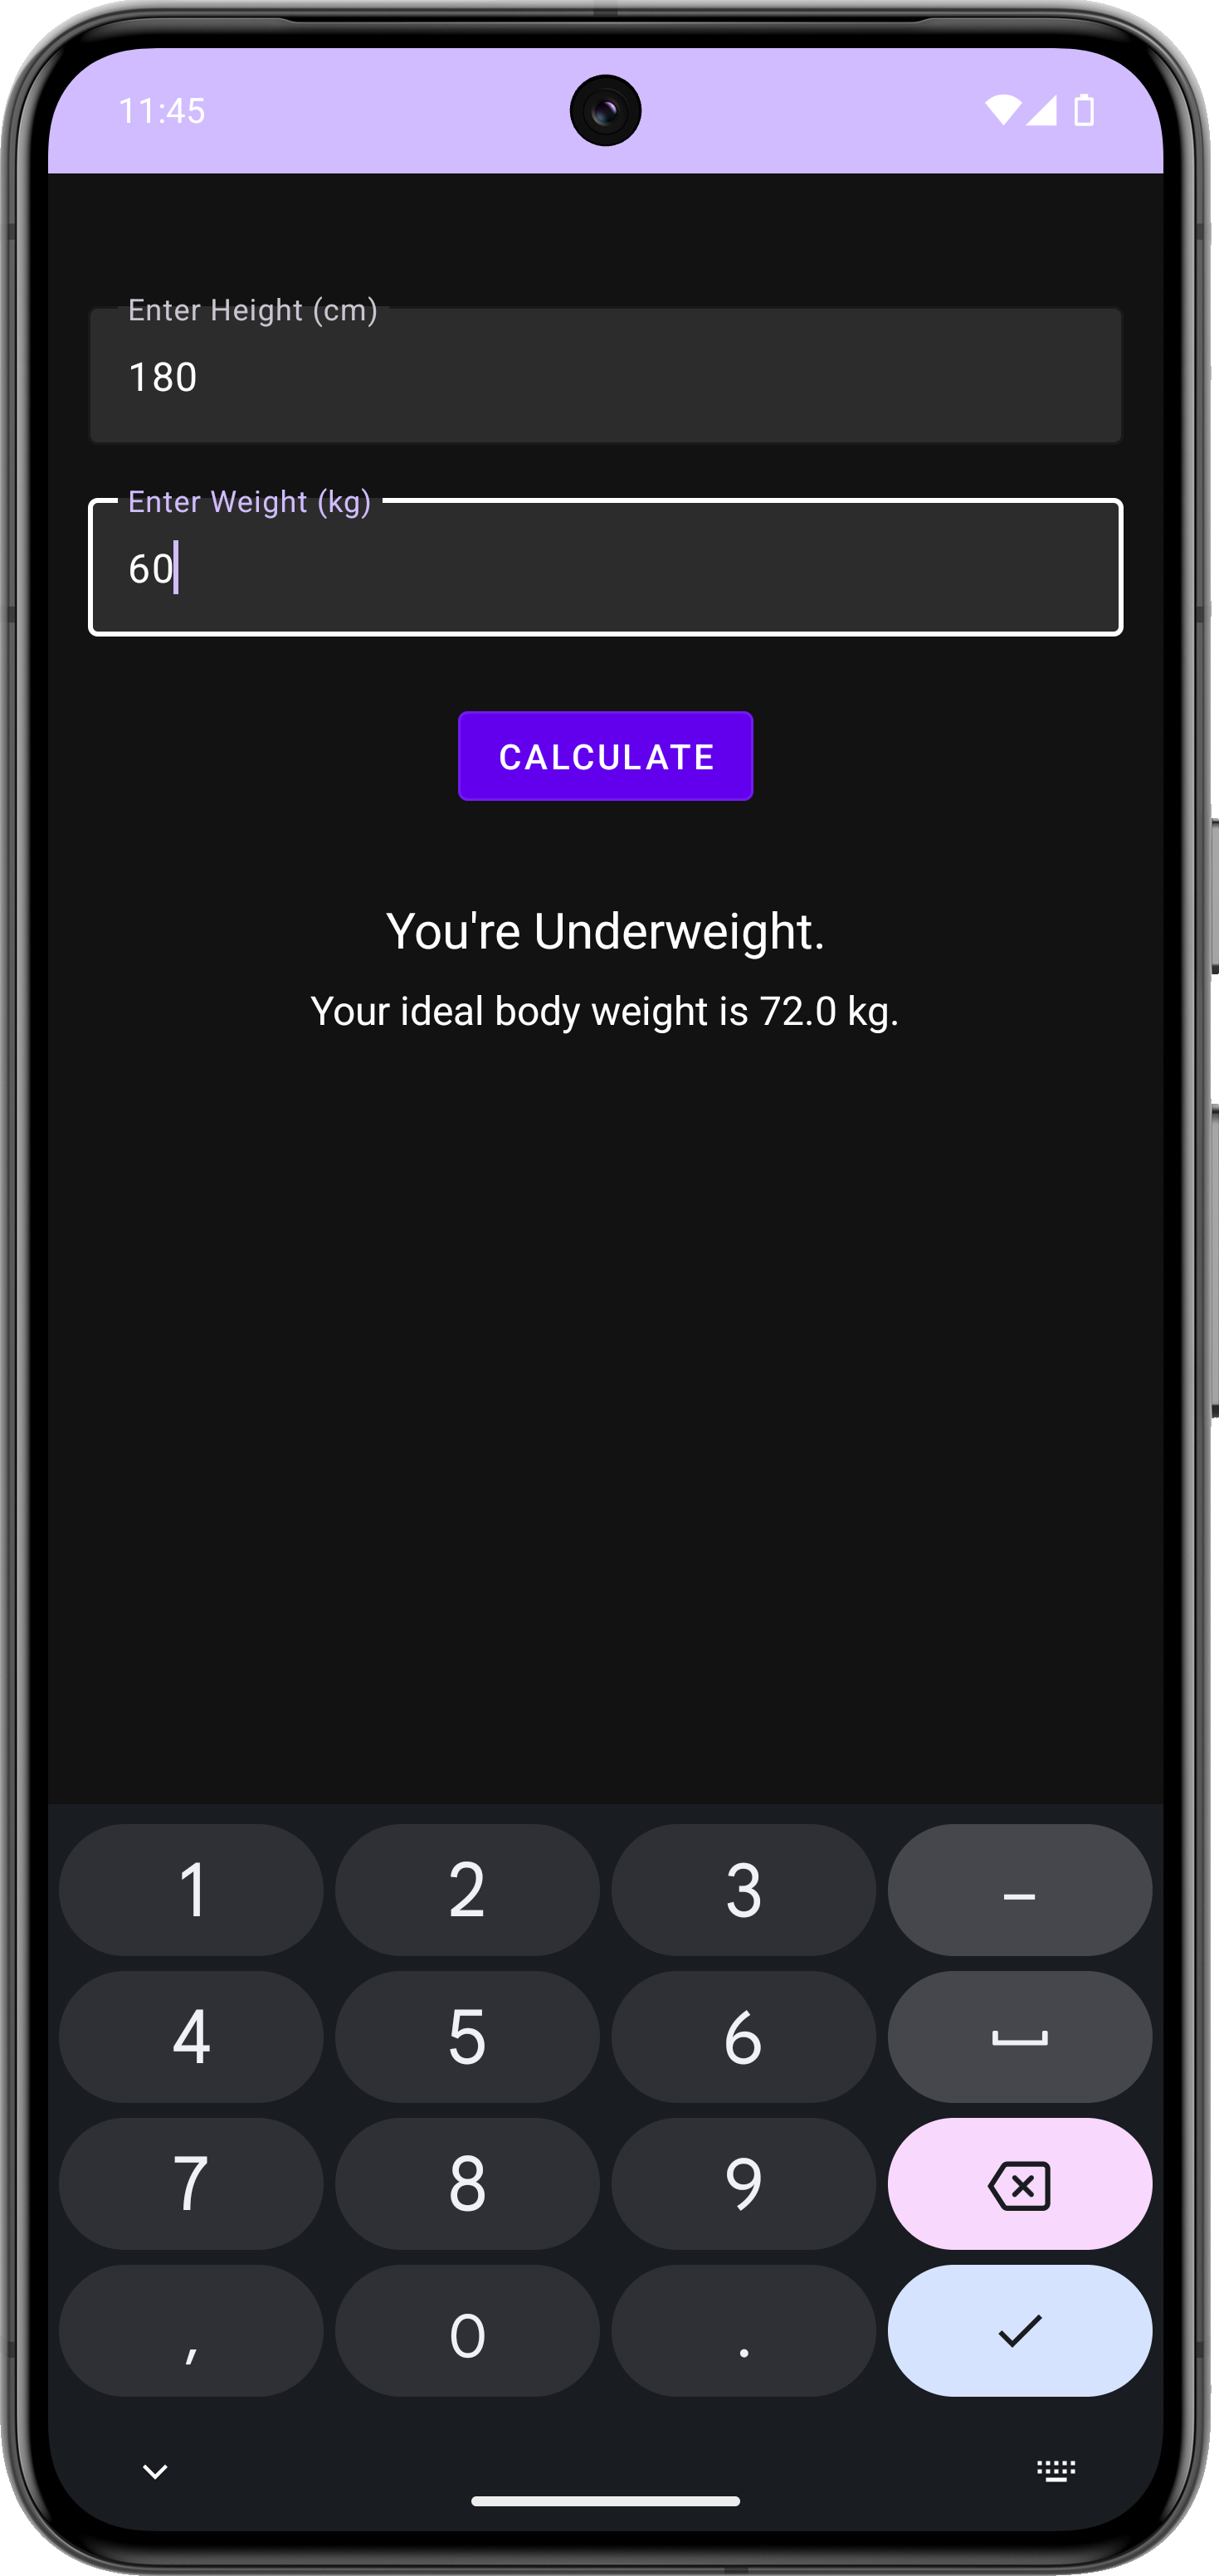 11:45
Enter Height (cm)
180
Enter Weight (kg)
60
CALCULATE
You're Underweight.
Your ideal body weight is 72.0 kg.
1 2 3 –
4 5 6
7 8 9
, 0 .